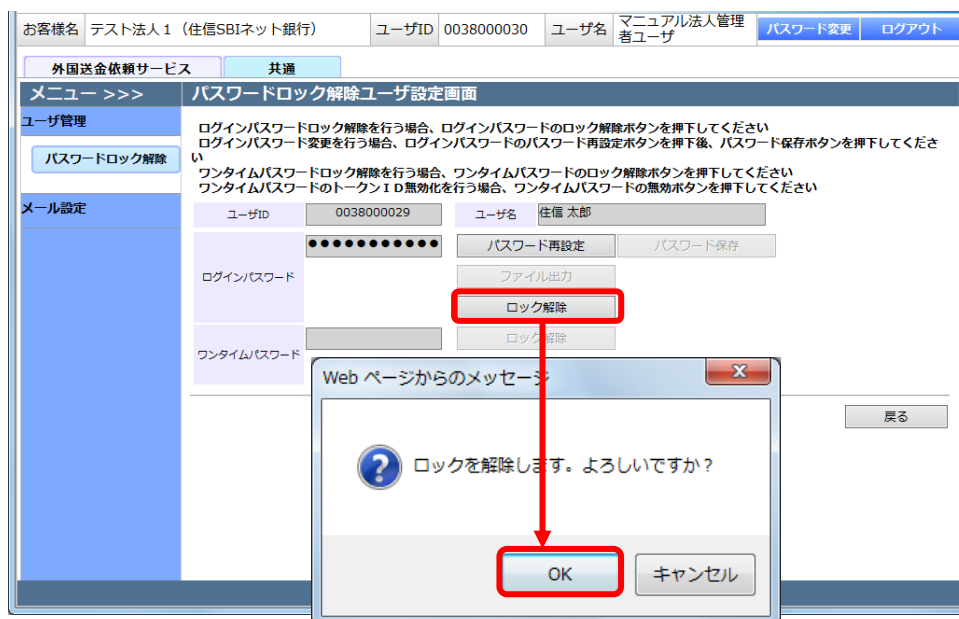 お客様名 テスト法人１（住信SBIネット銀行） ユーザID 0038000030 ユーザ名 マニュアル法人管理者ユーザ パスワード変更 ログアウト
外国送金依頼サービス 共通
メニュー >>> パスワードロック解除ユーザ設定画面
ユーザ管理
パスワードロック解除
メール設定
ログインパスワードロック解除を行う場合、ログインパスワードのロック解除ボタンを押下してください
ログインパスワード変更を行う場合、ログインパスワードのパスワード再設定ボタンを押下後、パスワード保存ボタンを押下してくださ
い
ワンタイムパスワードロック解除を行う場合、ワンタイムパスワードのロック解除ボタンを押下してください
ワンタイムパスワードのトークンＩＤ無効化を行う場合、ワンタイムパスワードの無効ボタンを押下してください
ユーザID 0038000029 ユーザ名 住信 太郎
ログインパスワード ●●●●●●●●●●● パスワード再設定 パスワード保存
ファイル出力
ロック解除
ワンタイムパスワード ロック解除
戻る
Web ページからのメッセージ
ロックを解除します。よろしいですか？
OK キャンセル